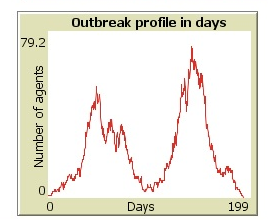 Outbreak profile in days
79.2
Number of agents
0
0 Days 199